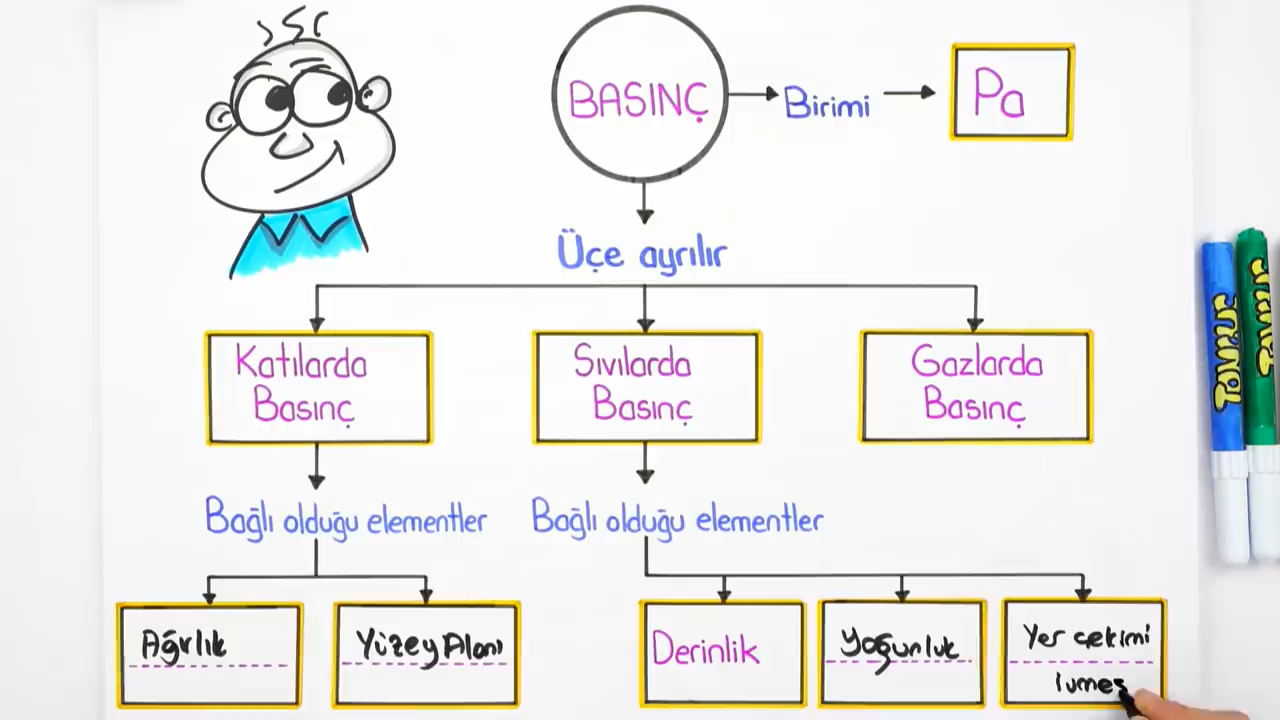 BASINÇ
Birimi
Pa
Üçe ayrılır
Katılarda
Basınç
Sıvılarda
Basınç
Gazlarda
Basınç
Bağlı olduğu elementler
Bağlı olduğu elementler
Ağırlık
Yüzey Alanı
Derinlik
Yoğunluk
Yer çekimi